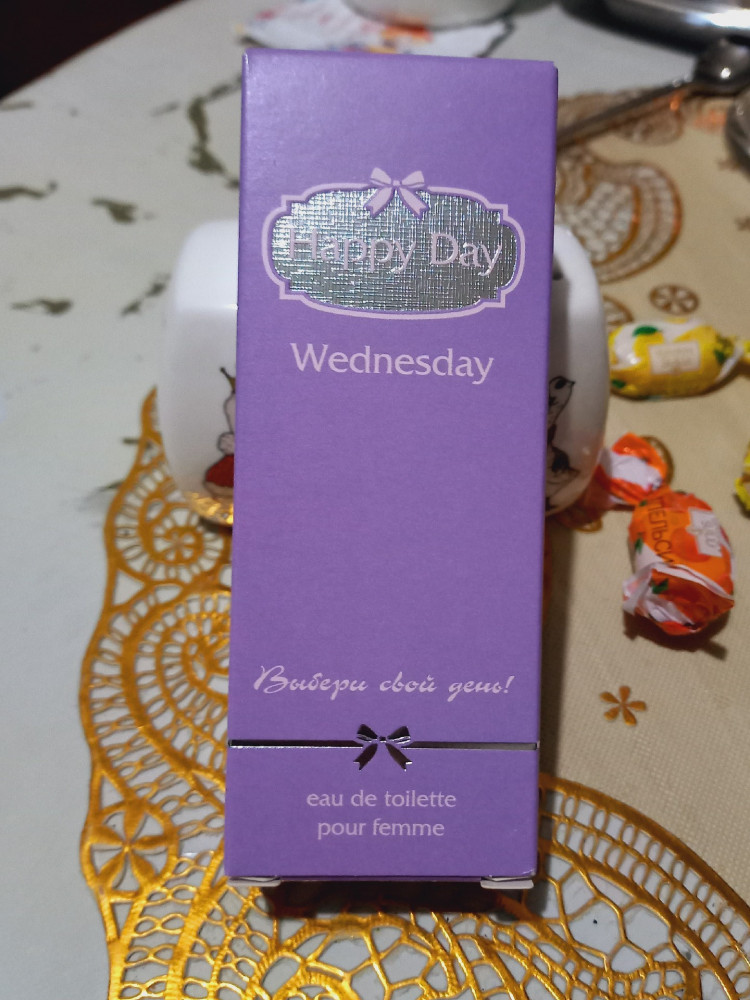 Happy Day
Wednesday
Выбери свой день!
eau de toilette
pour femme